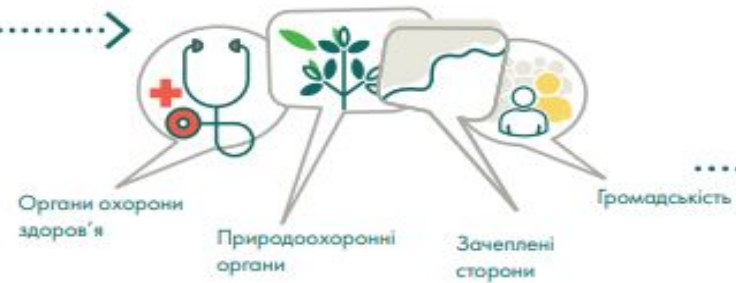 Органи охорони
здоров’я
Природоохоронні
органи
Зачеплені
сторони
Громадськість